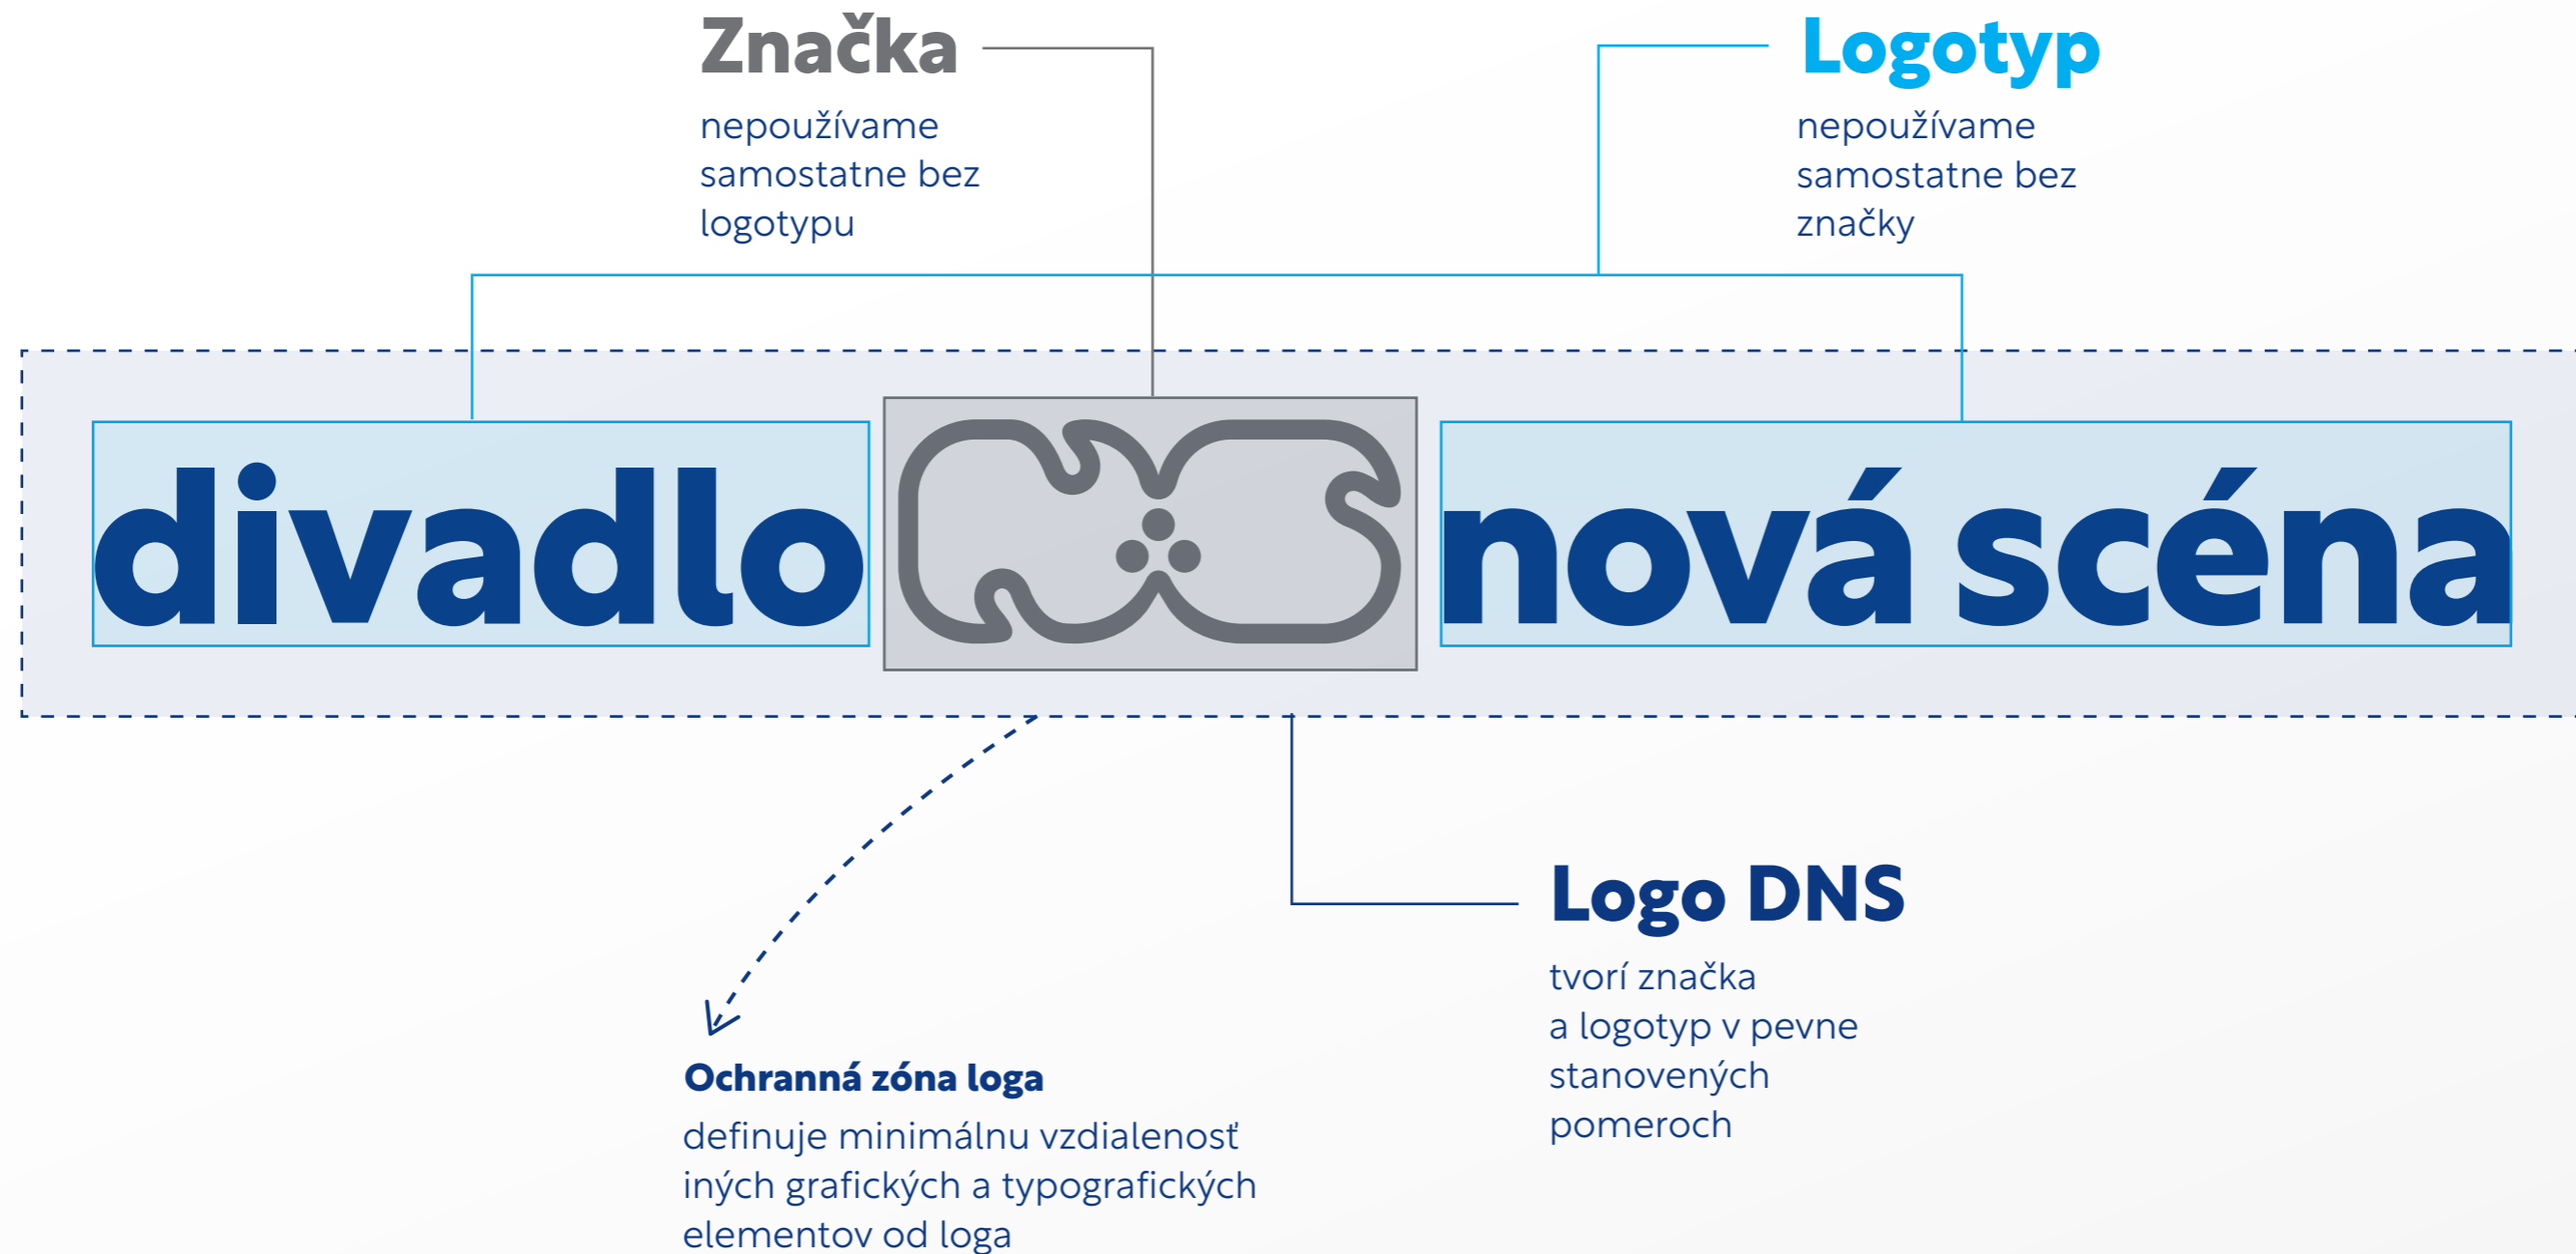 Značka
nepoužívame
samostatne bez
logotypu
Logotyp
nepoužívame
samostatne bez
značky
divadlo nová scéna
Logo DNS
tvorí značka
a logotyp v pevne
stanovených
pomeroch
Ochranná zóna loga
definuje minimálnu vzdialenosť
iných grafických a typografických
elementov od loga